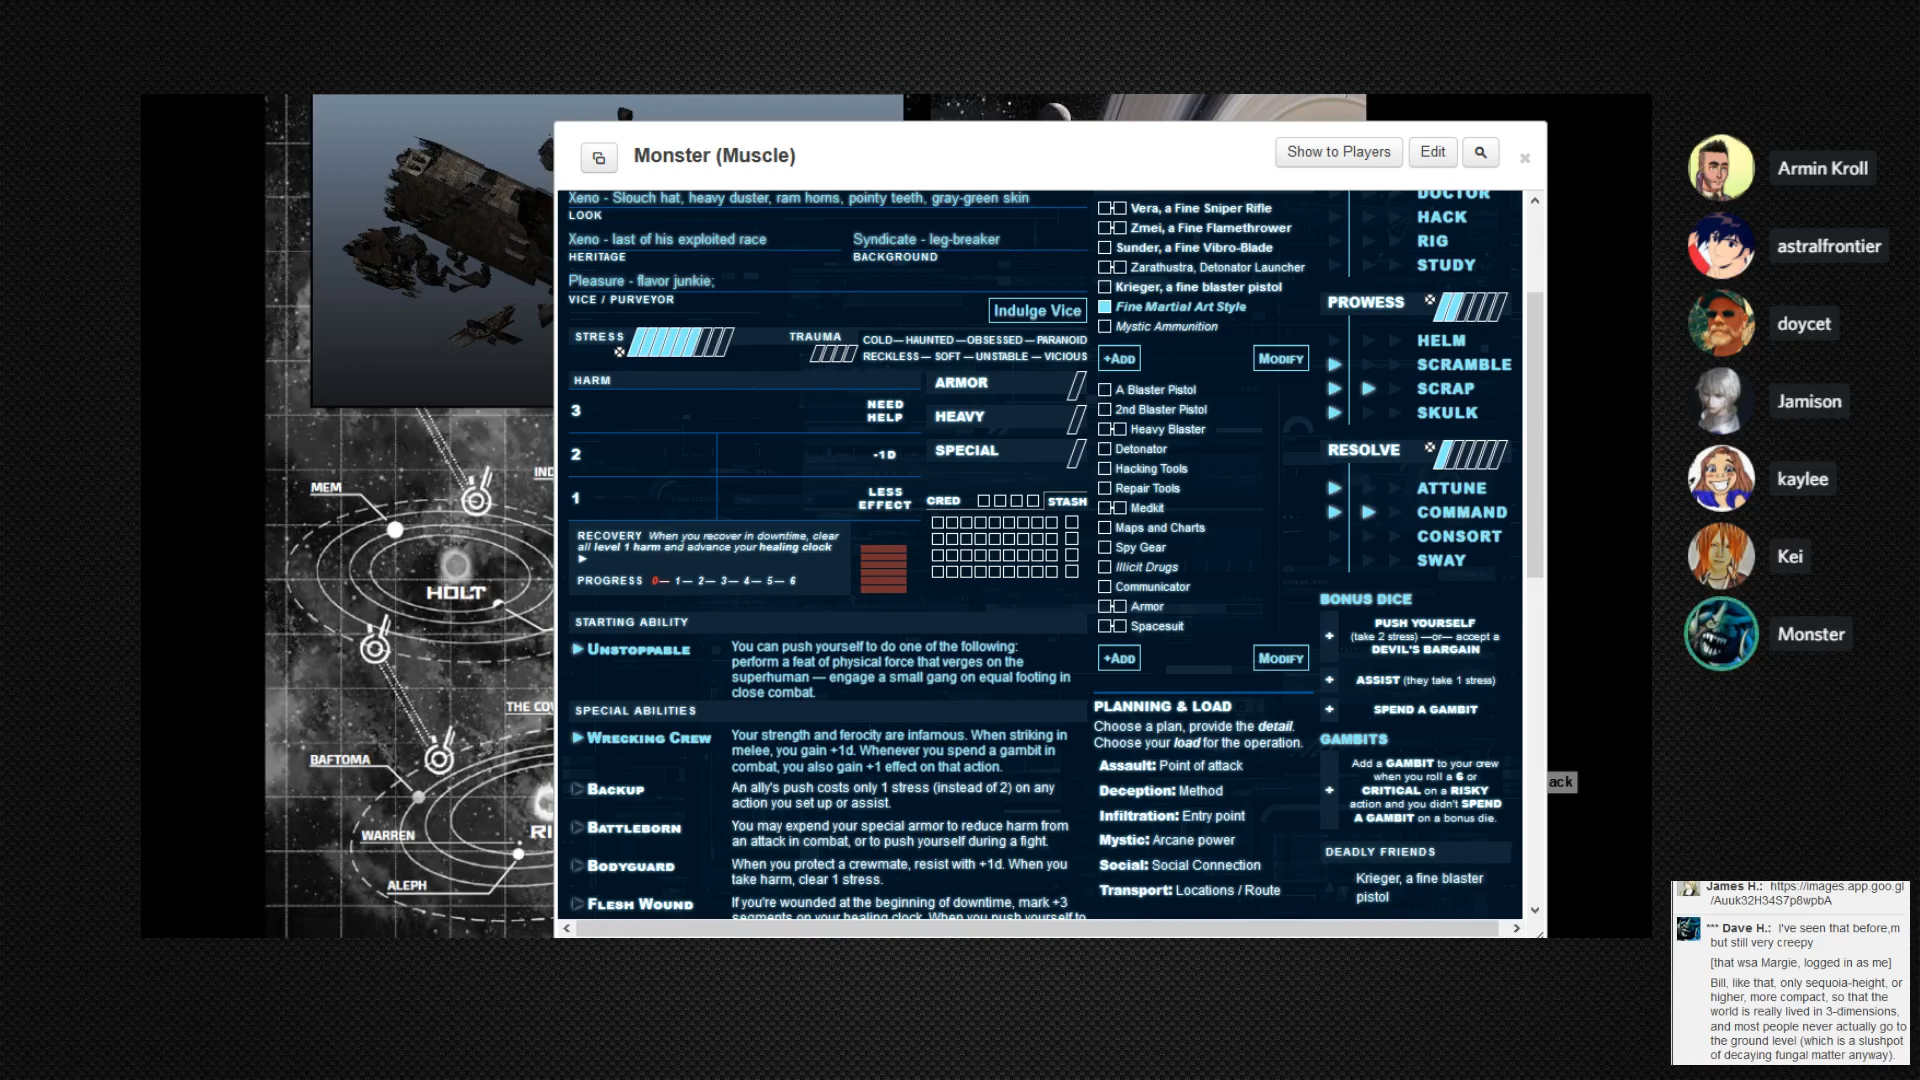 Monster (Muscle)
Show to Players
Edit
Xeno - Slouch hat, heavy duster, ram horns, pointy teeth, gray-green skin
LOOK
Xeno - last of his exploited race
Syndicate - leg-breaker
HERITAGE
BACKGROUND
Pleasure - flavor junkie;
VICE / PURVEYOR
Indulge Vice
STRESS
TRAUMA
COLD— HAUNTED —OBSESSED — PARANOID
RECKLESS— SOFT — UNSTABLE — VICIOUS
HARM
3
NEED
HELP
2
-1D
1
LESS
EFFECT
ARMOR
HEAVY
SPECIAL
CRED
STASH
RECOVERY When you recover in downtime, clear
all level 1 harm and advance your healing clock
PROGRESS 0— 1— 2— 3— 4— 5— 6
STARTING ABILITY
UNSTOPPABLE
You can push yourself to do one of the following:
perform a feat of physical force that verges on the
superhuman — engage a small gang on equal footing in
close combat.
SPECIAL ABILITIES
WRECKING CREW
Your strength and ferocity are infamous. When striking in
melee, you gain +1d. Whenever you spend a gambit in
combat, you also gain +1 effect on that action.
BACKUP
An ally's push costs only 1 stress (instead of 2) on any
action you set up or assist.
BATTLEBORN
You may expend your special armor to reduce harm from
an attack in combat, or to push yourself during a fight.
BODYGUARD
When you protect a crewmate, resist with +1d. When you
take harm, clear 1 stress.
FLESH WOUND
If you're wounded at the beginning of downtime, mark +3
segments on your healing clock. When you push yourself to
Vera, a Fine Sniper Rifle
Zmei, a Fine Flamethrower
Sunder, a Fine Vibro-Blade
Zarathustra, Detonator Launcher
Krieger, a fine blaster pistol
Fine Martial Art Style
Mystic Ammunition
+ADD
MODIFY
A Blaster Pistol
2nd Blaster Pistol
Heavy Blaster
Detonator
Hacking Tools
Repair Tools
Medkit
Maps and Charts
Spy Gear
Illicit Drugs
Communicator
Armor
Spacesuit
+ADD
MODIFY
PLANNING & LOAD
Choose a plan, provide the detail.
Choose your load for the operation.
Assault: Point of attack
Deception: Method
Infiltration: Entry point
Mystic: Arcane power
Social: Social Connection
Transport: Locations / Route
DOCTOR
HACK
RIG
STUDY
PROWESS
HELM
SCRAMBLE
SCRAP
SKULK
RESOLVE
ATTUNE
COMMAND
CONSORT
SWAY
BONUS DICE
+
PUSH YOURSELF
(take 2 stress) —or— accept a
DEVIL'S BARGAIN
+
ASSIST (they take 1 stress)
+
SPEND A GAMBIT
GAMBITS
+
Add a GAMBIT to your crew
when you roll a 6 or
CRITICAL on a RISKY
action and you didn't SPEND
A GAMBIT on a bonus die.
DEADLY FRIENDS
Krieger, a fine blaster
pistol
MEM
IND
HOLT
THE COV
BAFTOMA
WARREN
RI
ALEPH
ack
Armin Kroll
astralfrontier
doycet
Jamison
kaylee
Kei
Monster
James H.: https://images.app.goo.gl
/Auuk32H34S7p8wpbA
*** Dave H.: I've seen that before,m
but still very creepy
[that wsa Margie, logged in as me]
Bill, like that, only sequoia-height, or
higher, more compact, so that the
world is really lived in 3-dimensions,
and most people never actually go to
the ground level (which is a slushpot
of decaying fungal matter anyway).